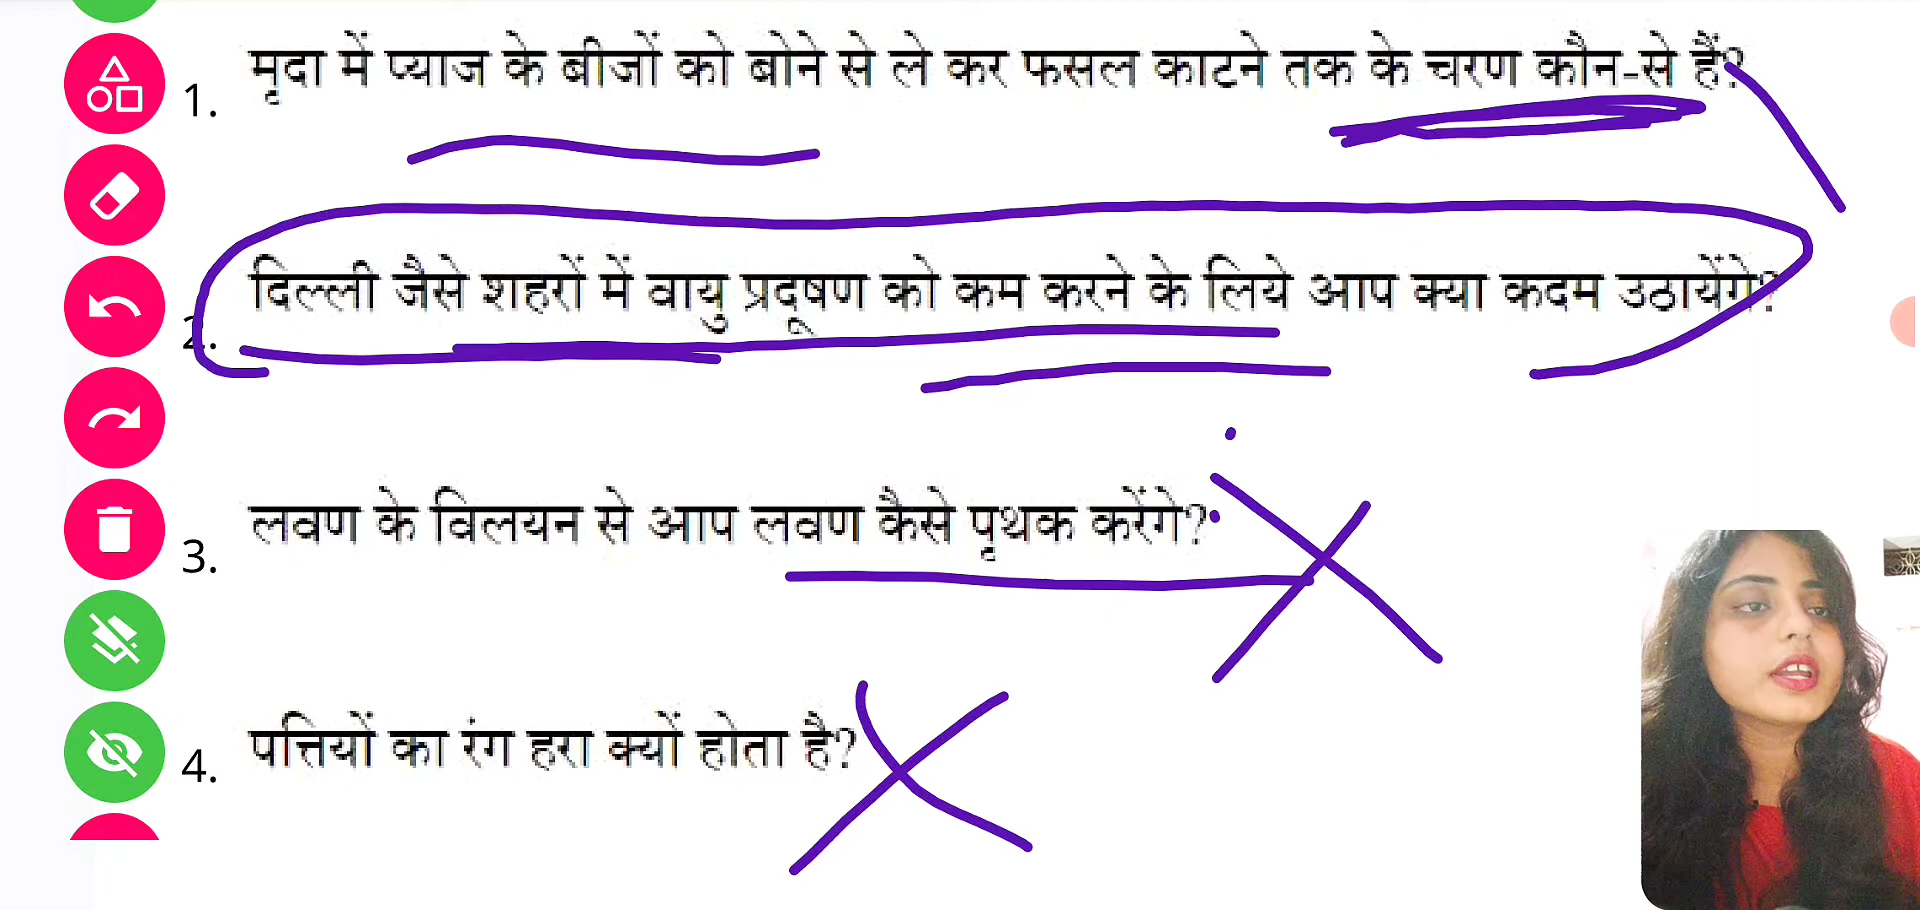 1. मृदा में प्याज के बीजों को बोने से ले कर फसल काटने तक के चरण कौन-से हैं?
2. दिल्ली जैसे शहरों में वायु प्रदूषण को कम करने के लिये आप क्या कदम उठायेंगे?
3. लवण के विलयन से आप लवण कैसे पृथक करेंगे?
4. पत्तियों का रंग हरा क्यों होता है?